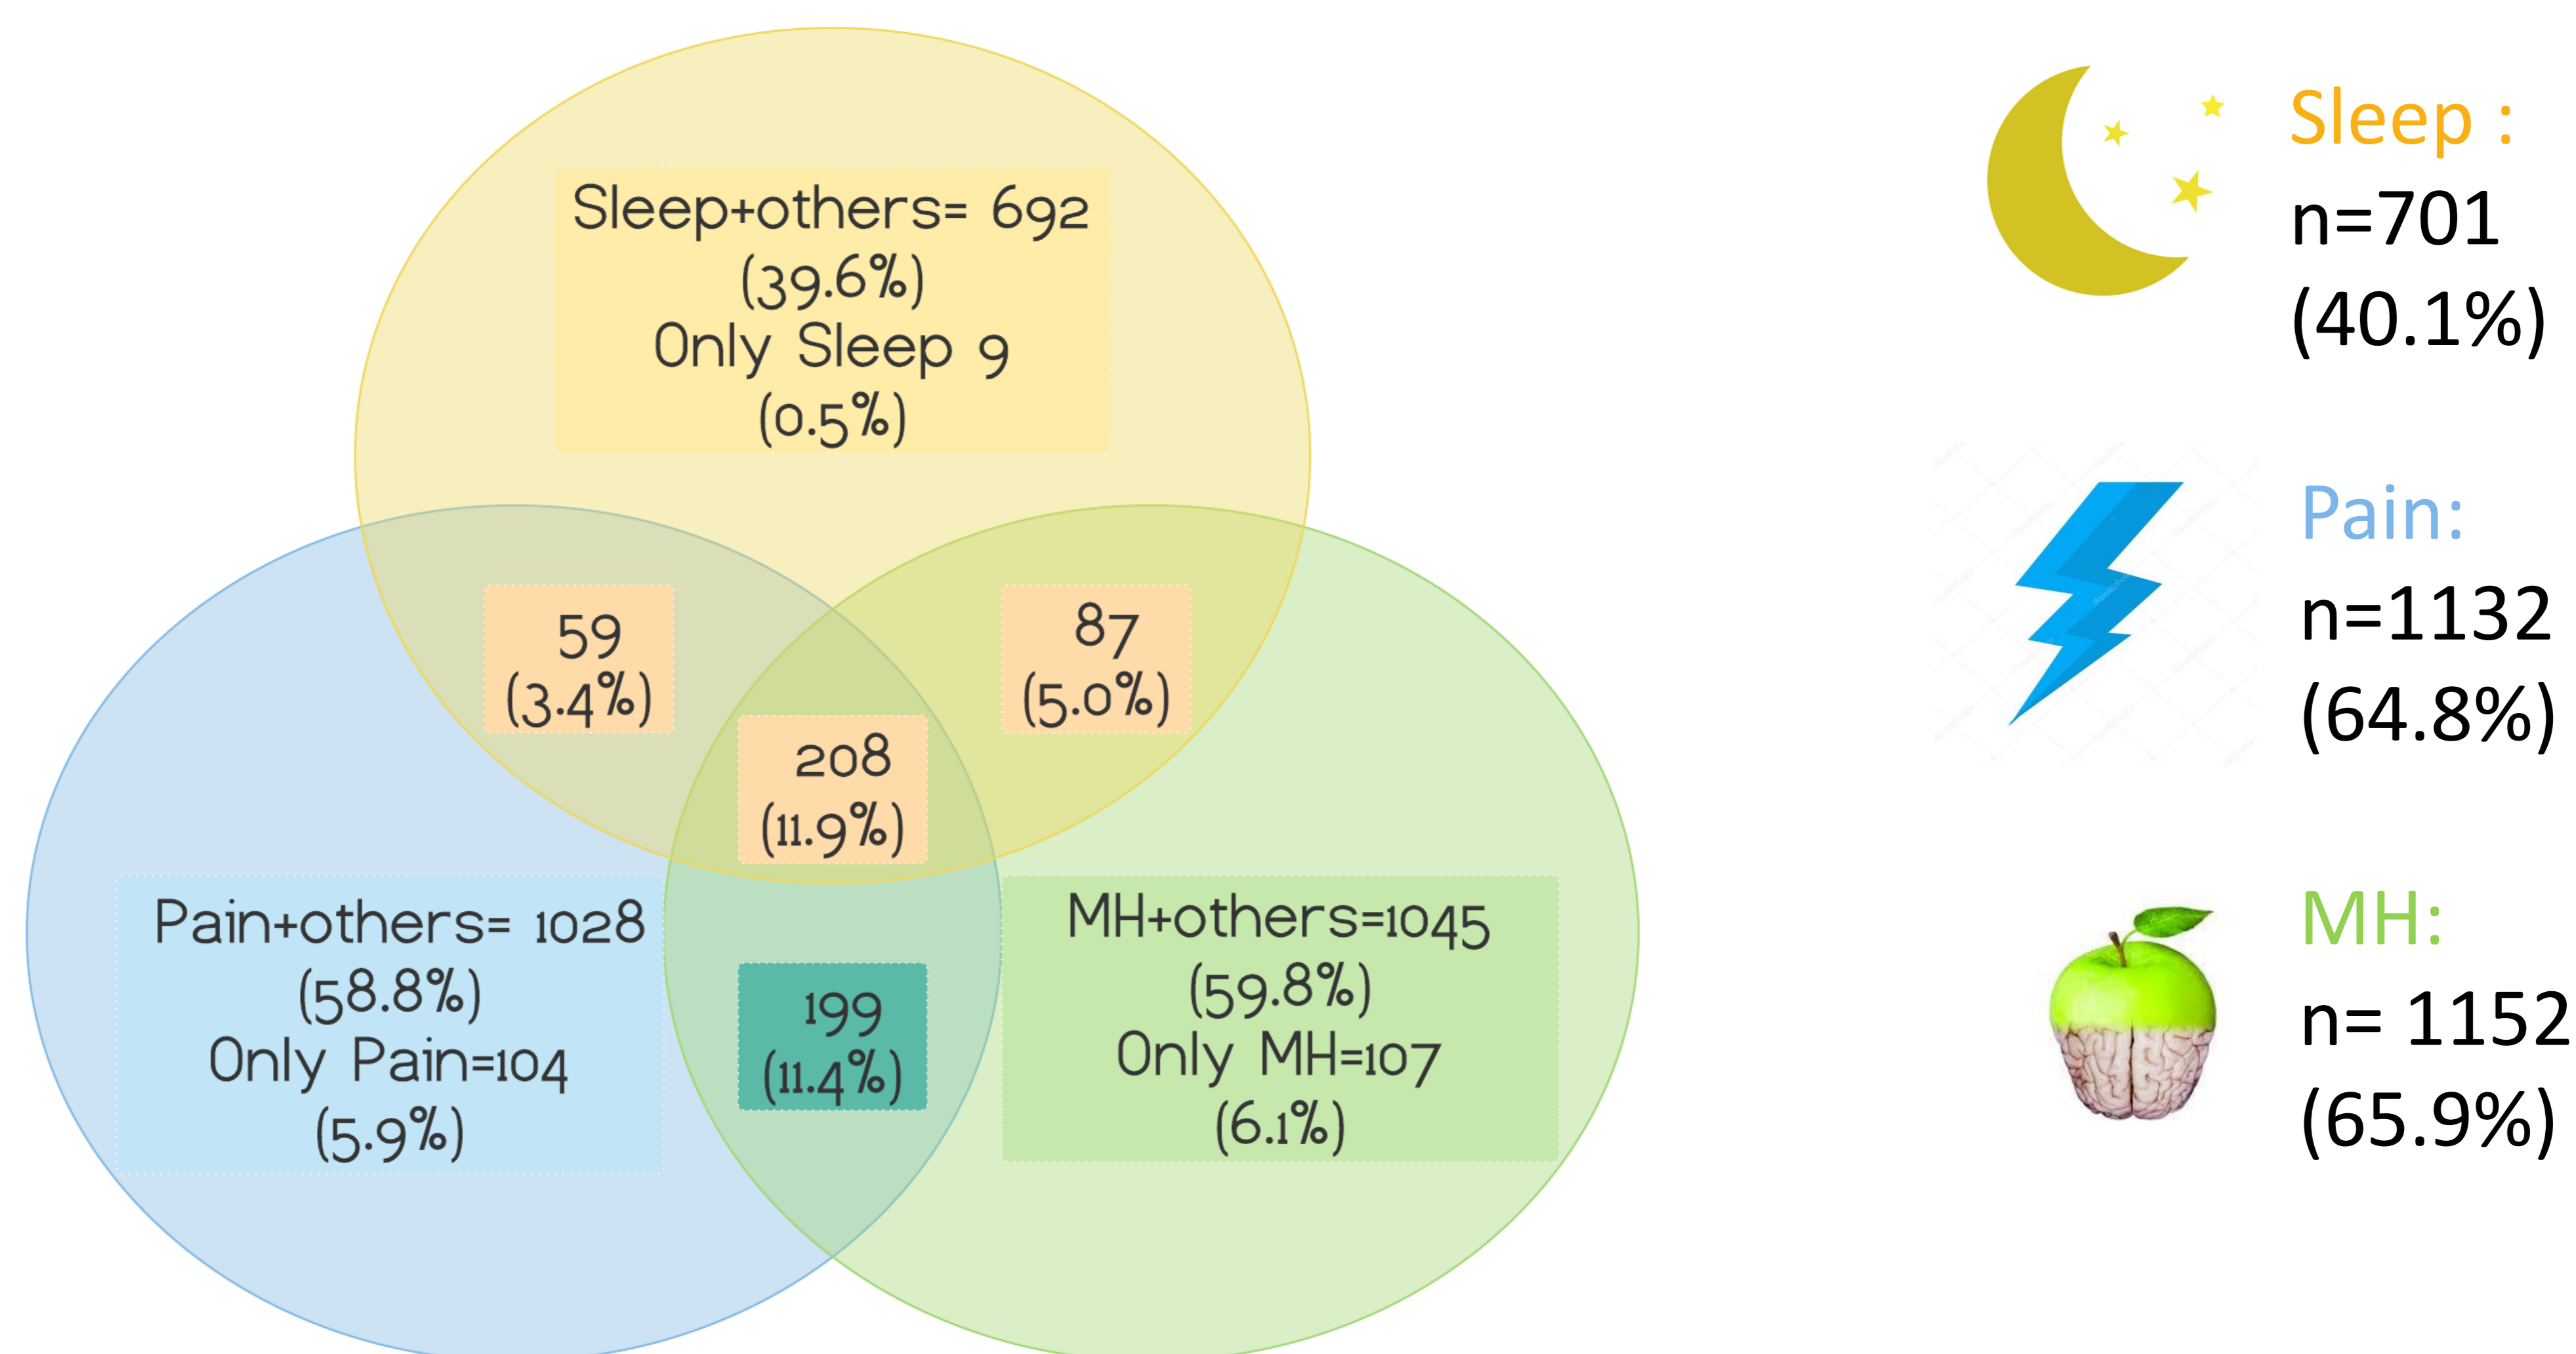 Sleep+others= 692
(39.6%)
Only Sleep 9
(0.5%)
59
(3.4%)
87
(5.0%)
208
(11.9%)
Pain+others= 1028
(58.8%)
Only Pain=104
(5.9%)
199
(11.4%)
MH+others=1045
(59.8%)
Only MH=107
(6.1%)
Sleep :
n=701
(40.1%)
Pain:
n=1132
(64.8%)
MH:
n= 1152
(65.9%)